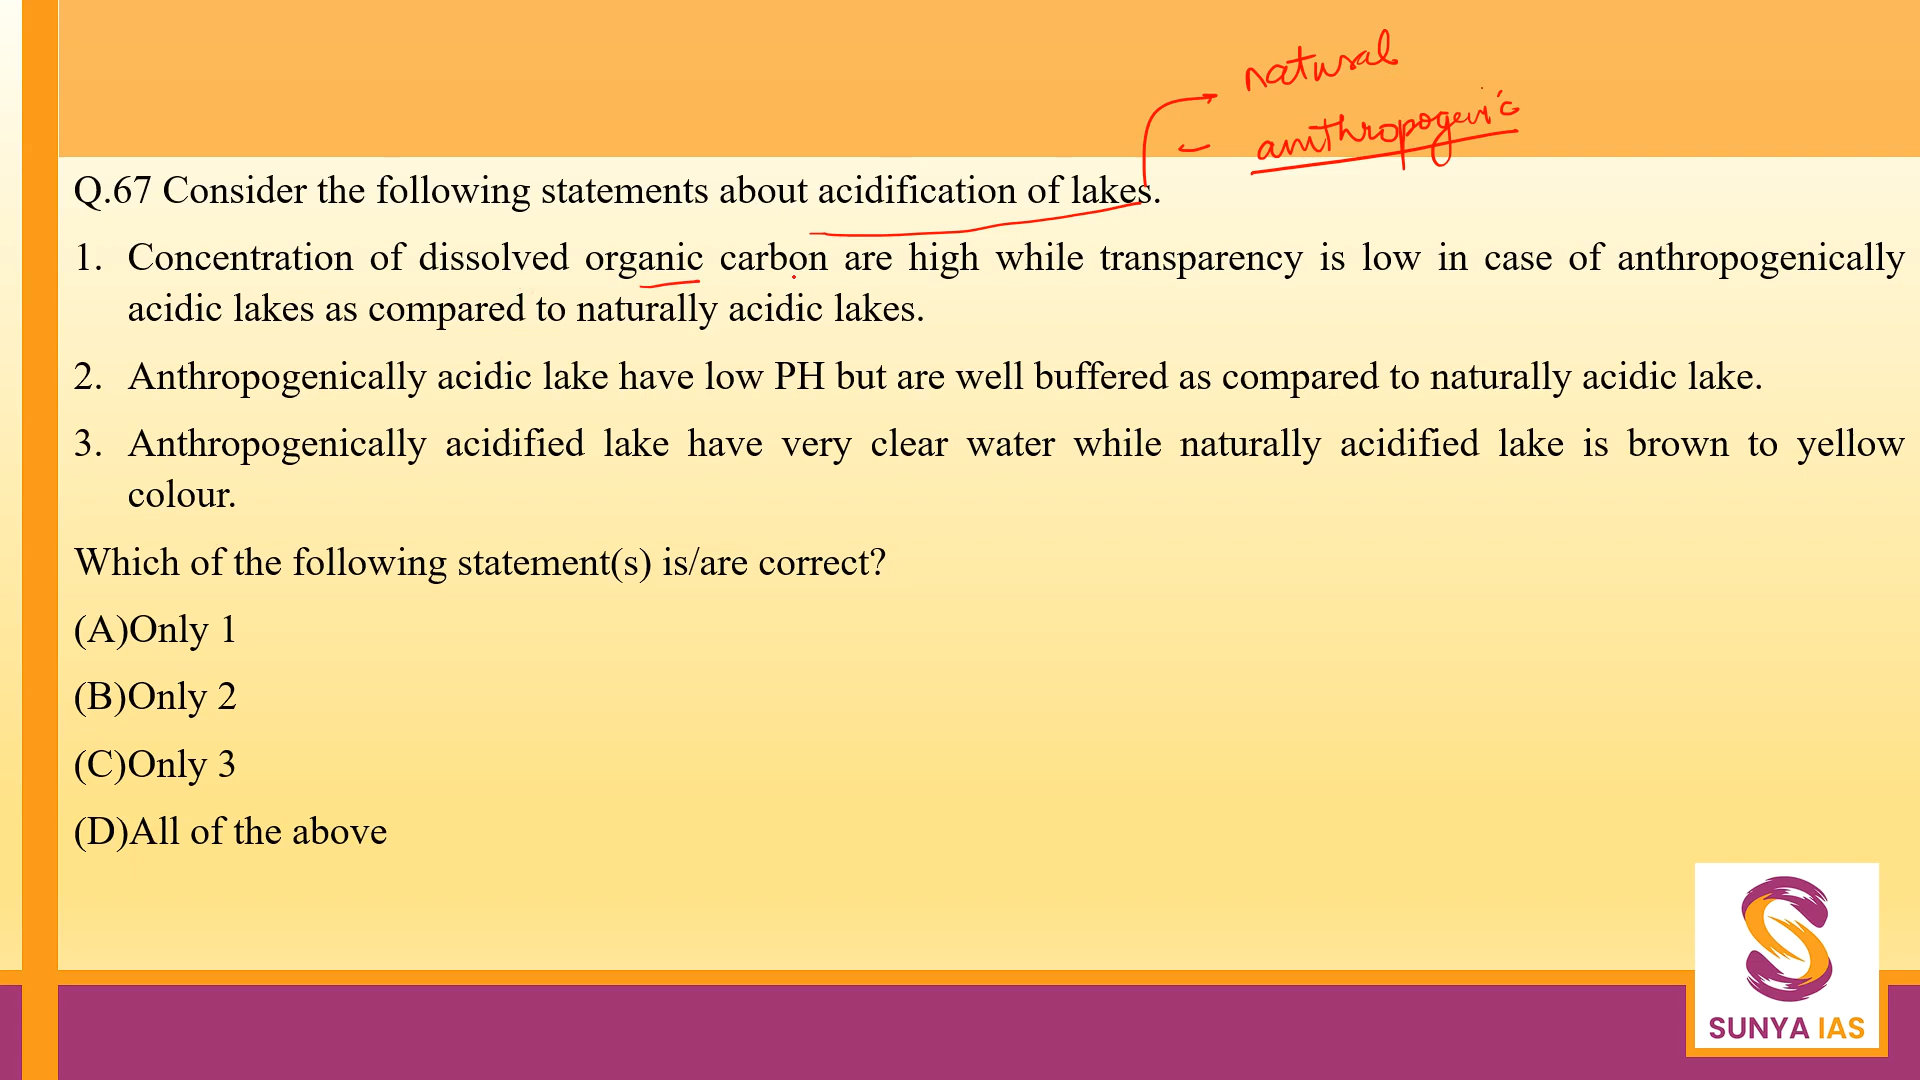 natural
anthropogenic
Q.67 Consider the following statements about acidification of lakes.
1. Concentration of dissolved organic carbon are high while transparency is low in case of anthropogenically
acidic lakes as compared to naturally acidic lakes.
2. Anthropogenically acidic lake have low PH but are well buffered as compared to naturally acidic lake.
3. Anthropogenically acidified lake have very clear water while naturally acidified lake is brown to yellow
colour.
Which of the following statement(s) is/are correct?
(A)Only 1
(B)Only 2
(C)Only 3
(D)All of the above
SUNYA IAS